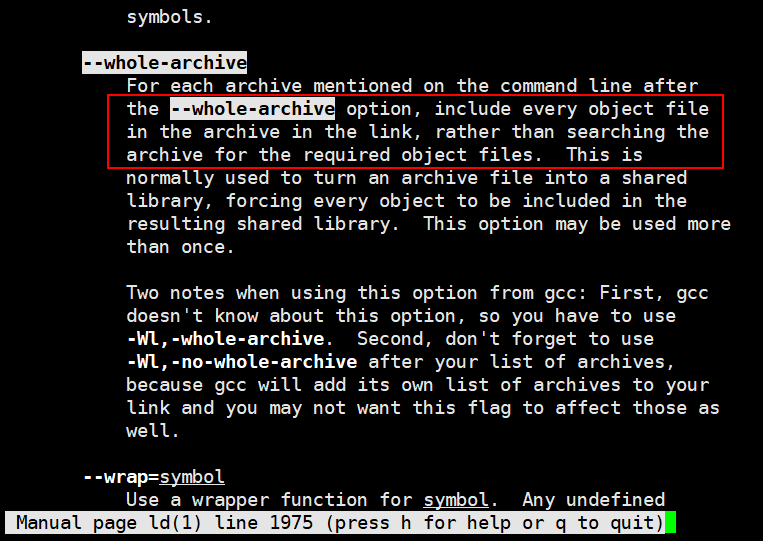 symbols.
--whole-archive
For each archive mentioned on the command line after
the --whole-archive option, include every object file
in the archive in the link, rather than searching the
archive for the required object files.  This is
normally used to turn an archive file into a shared
library, forcing every object to be included in the
resulting shared library.  This option may be used more
than once.
Two notes when using this option from gcc: First, gcc
doesn't know about this option, so you have to use
-Wl,-whole-archive.  Second, don't forget to use
-Wl,-no-whole-archive after your list of archives,
because gcc will add its own list of archives to your
link and you may not want this flag to affect those as
well.
--wrap=symbol
Use a wrapper function for symbol.  Any undefined
Manual page ld(1) line 1975 (press h for help or q to quit)